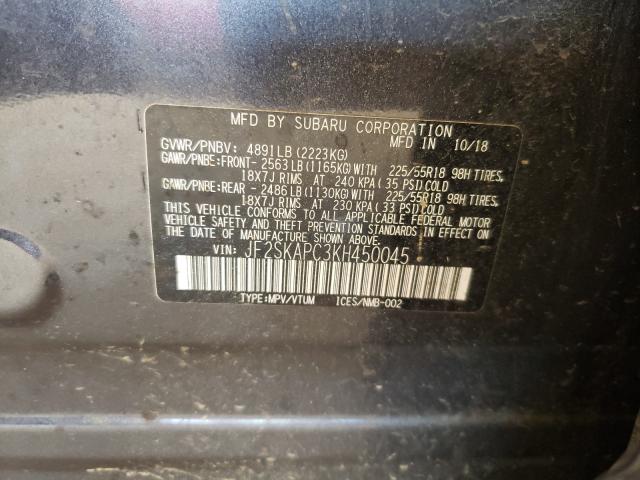 MFD BY SUBARU CORPORATION
GVWR/PNBV: 4891LB(2223KG) MFD IN 10/18
GAWR/PNBE:FRONT- 2563LB(1165KG)WITH 225/55R18 98H TIRES,
18X7J RIMS AT 240 KPA(35 PSI)COLD
GAWR/PNBE:REAR - 2486LB(1130KG)WITH 225/55R18 98H TIRES,
18X7J RIMS AT 230 KPA(33 PSI)COLD
THIS VEHICLE CONFORMS TO ALL APPLICABLE FEDERAL MOTOR
VEHICLE SAFETY AND THEFT PREVENTION STANDARDS IN EFFECT ON
THE DATE OF MANUFACTURE SHOWN ABOVE.
VIN: JF2SKAPC3KH450045
TYPE:MPV/VTUM ICES/NMB-002